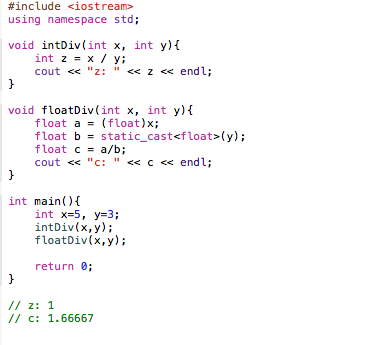 #include <iostream>
using namespace std;
void intDiv(int x, int y){
    int z = x / y;
    cout << "z: " << z << endl;
}
void floatDiv(int x, int y){
    float a = (float)x;
    float b = static_cast<float>(y);
    float c = a/b;
    cout << "c: " << c << endl;
}
int main(){
    int x=5, y=3;
    intDiv(x,y);
    floatDiv(x,y);
    return 0;
}
// z: 1
// c: 1.66667